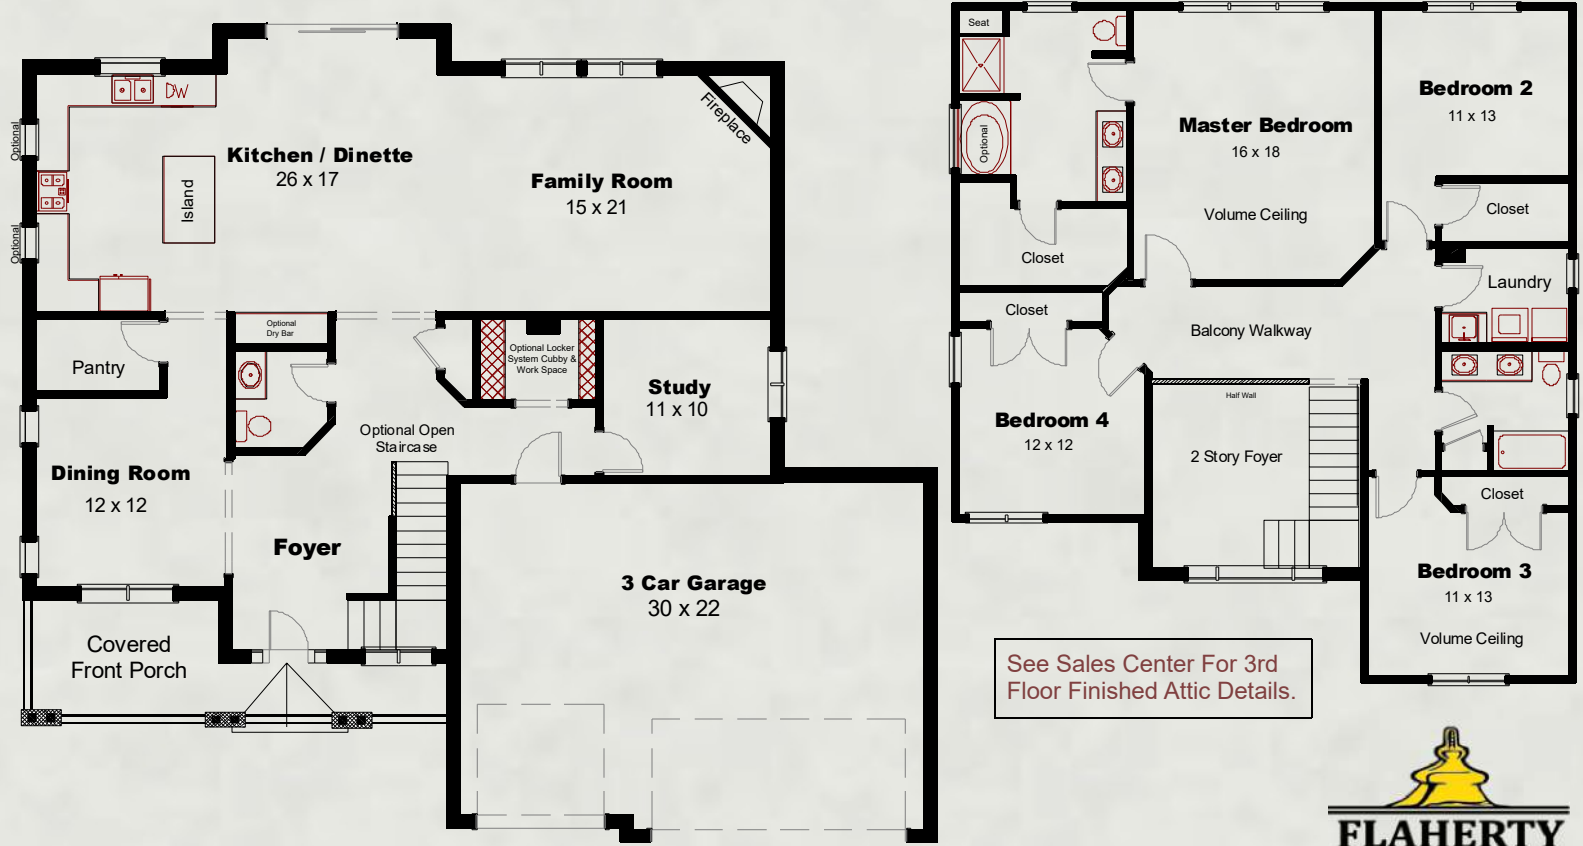 Optional
Optional
DW
Kitchen / Dinette
26 x 17
Island
Fireplace
Family Room
15 x 21
Pantry
Optional
Dry Bar
Optional Locker
System Cubby &
Work Space
Study
11 x 10
Optional Open
Staircase
Dining Room
12 x 12
Foyer
3 Car Garage
30 x 22
Covered
Front Porch
Seat
Optional
Master Bedroom
16 x 18
Volume Ceiling
Bedroom 2
11 x 13
Closet
Closet
Laundry
Closet
Balcony Walkway
Half Wall
Bedroom 4
12 x 12
2 Story Foyer
Closet
Bedroom 3
11 x 13
Volume Ceiling
See Sales Center For 3rd
Floor Finished Attic Details.
FLAHERTY